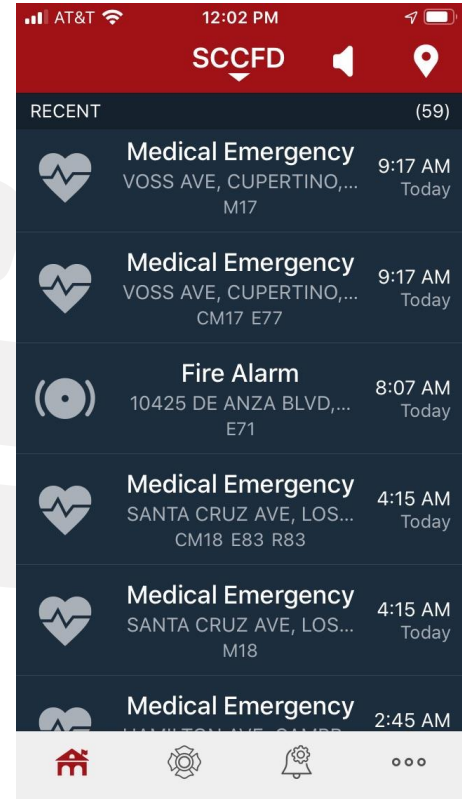 AT&T 12:02 PM
SCCFD
RECENT (59)
Medical Emergency
VOSS AVE, CUPERTINO,...
M17
9:17 AM
Today
Medical Emergency
VOSS AVE, CUPERTINO,...
CM17 E77
9:17 AM
Today
Fire Alarm
10425 DE ANZA BLVD,...
E71
8:07 AM
Today
Medical Emergency
SANTA CRUZ AVE, LOS...
CM18 E83 R83
4:15 AM
Today
Medical Emergency
SANTA CRUZ AVE, LOS...
M18
4:15 AM
Today
Medical Emergency
HAMILTON AVE, CAMPB...
2:45 AM